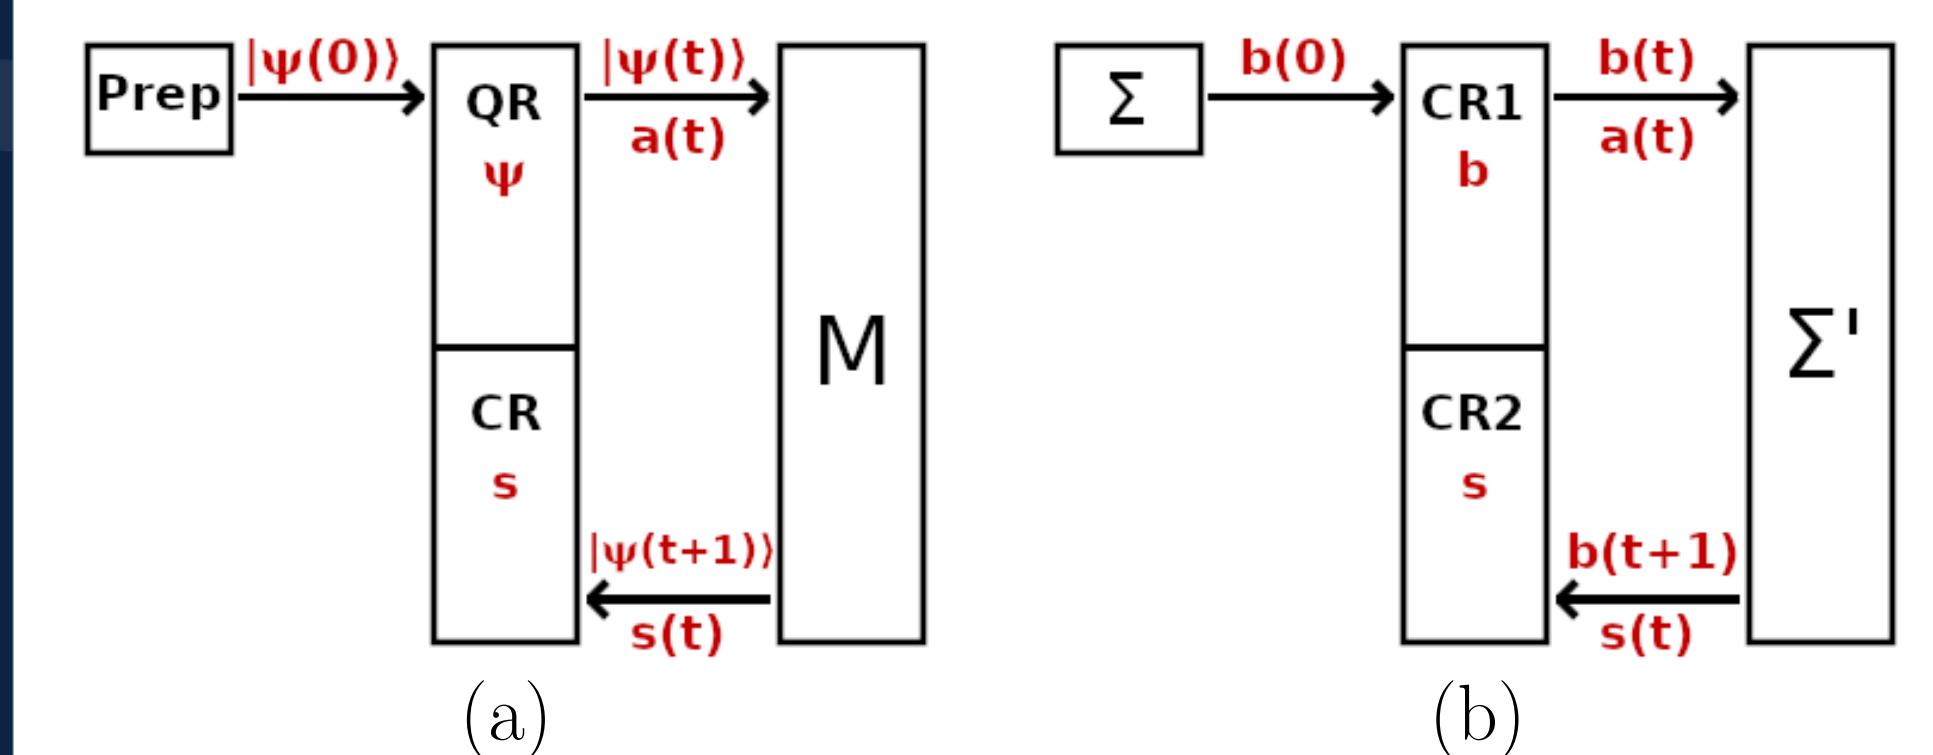 Prep
|ψ(0)⟩
QR
ψ
CR
s
|ψ(t)⟩
a(t)
|ψ(t+1)⟩
s(t)
M
(a)
Σ
b(0)
CR1
b
CR2
s
b(t)
a(t)
b(t+1)
s(t)
Σ'
(b)